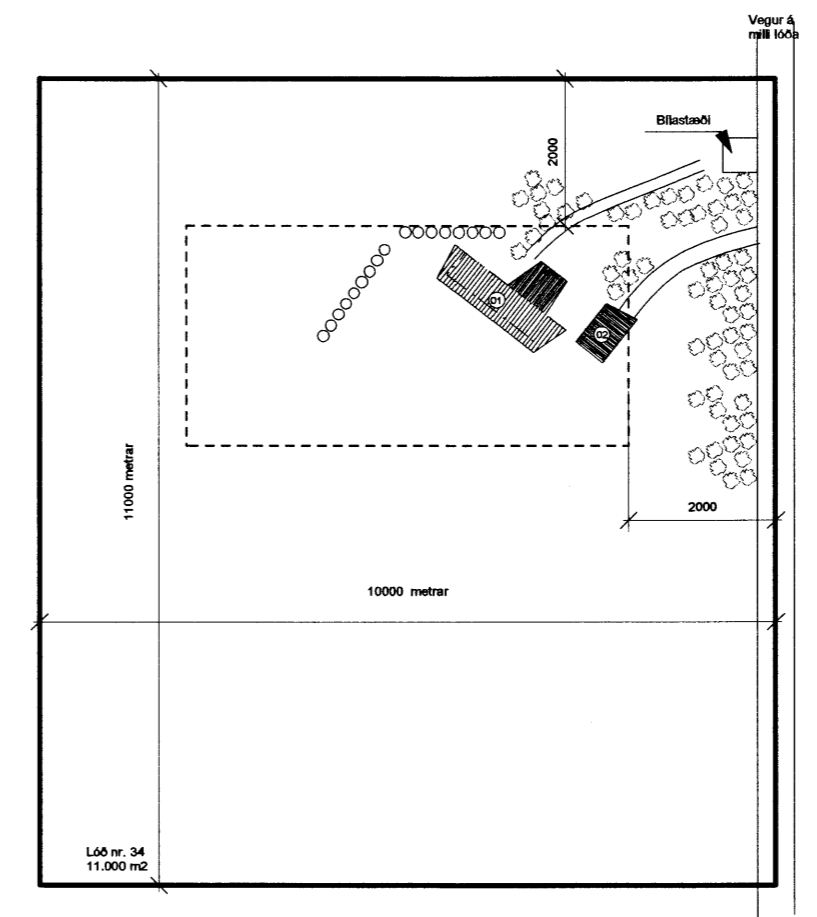 Vegur á
milli lóða
Bílastæði
2000
01
02
11000 metrar
2000
10000 metrar
Lóð nr. 34
11.000 m2